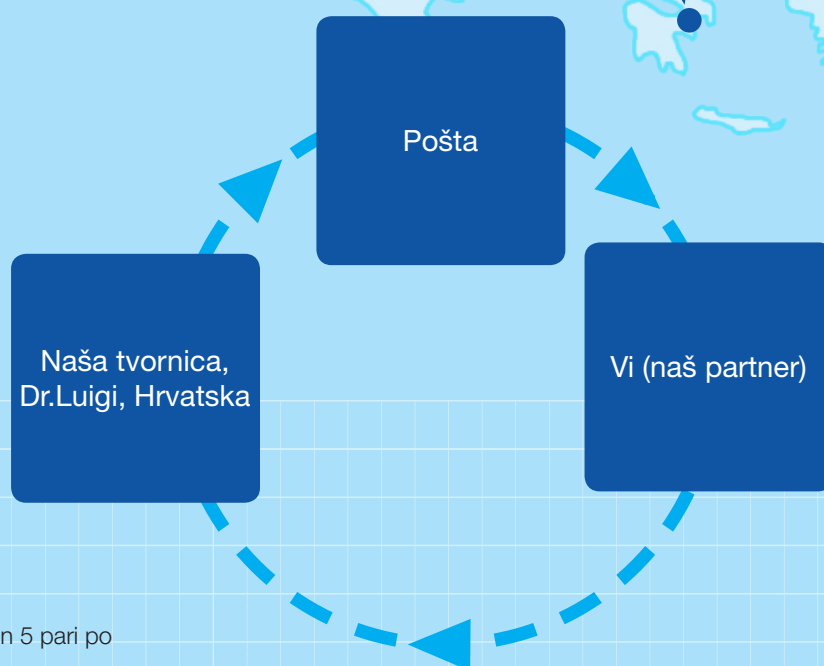 Pošta
Naša tvornica,
Dr.Luigi, Hrvatska
Vi (naš partner)
n 5 pari po